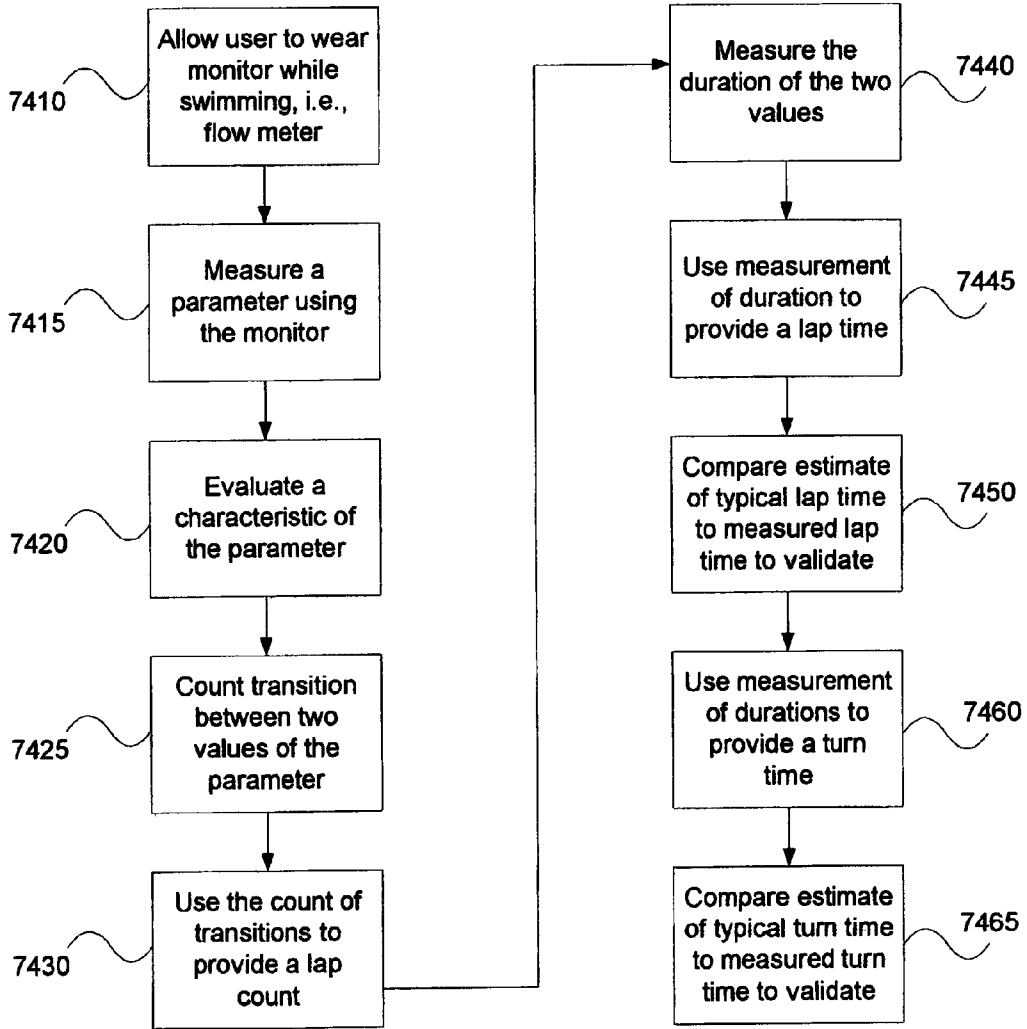 Allow user to wear
monitor while
swimming, i.e.,
flow meter
7410
Measure a
parameter using
the monitor
7415
Evaluate a
characteristic of
the parameter
7420
Count transition
between two
values of the
parameter
7425
Use the count of
transitions to
provide a lap
count
7430
Measure the
duration of the two
values
7440
Use measurement
of duration to
provide a lap time
7445
Compare estimate
of typical lap time
to measured lap
time to validate
7450
Use measurement
of durations to
provide a turn
time
7460
Compare estimate
of typical turn time
to measured turn
time to validate
7465